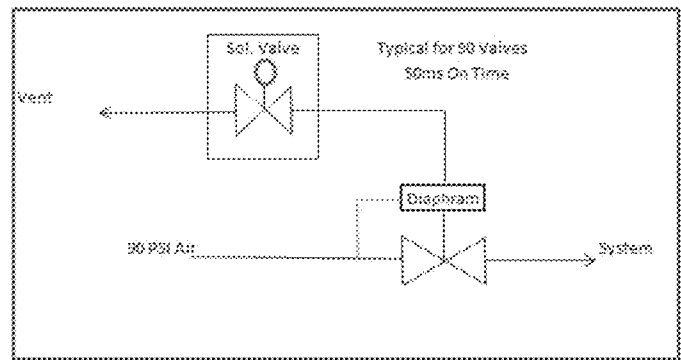 Sol. Valve
Typical for 90 Valves
50ms On Time
Vent
Diaphram
90 PSI Air
System